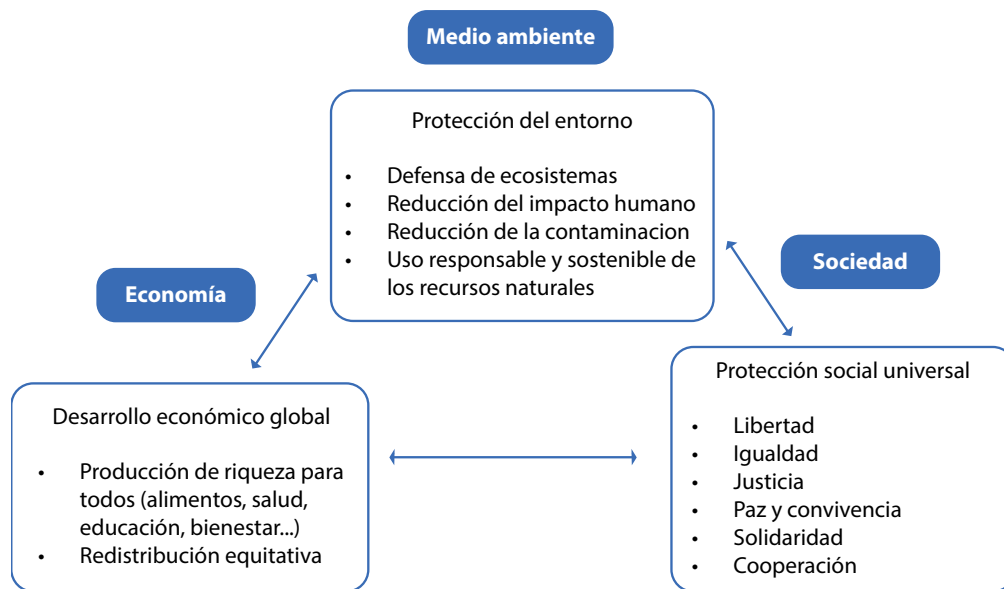 Medio ambiente
Protección del entorno
• Defensa de ecosistemas
• Reducción del impacto humano
• Reducción de la contaminacion
• Uso responsable y sostenible de
los recursos naturales
Economía
Sociedad
Desarrollo económico global
• Producción de riqueza para
todos (alimentos, salud,
educación, bienestar...)
• Redistribución equitativa
Protección social universal
• Libertad
• Igualdad
• Justicia
• Paz y convivencia
• Solidaridad
• Cooperación